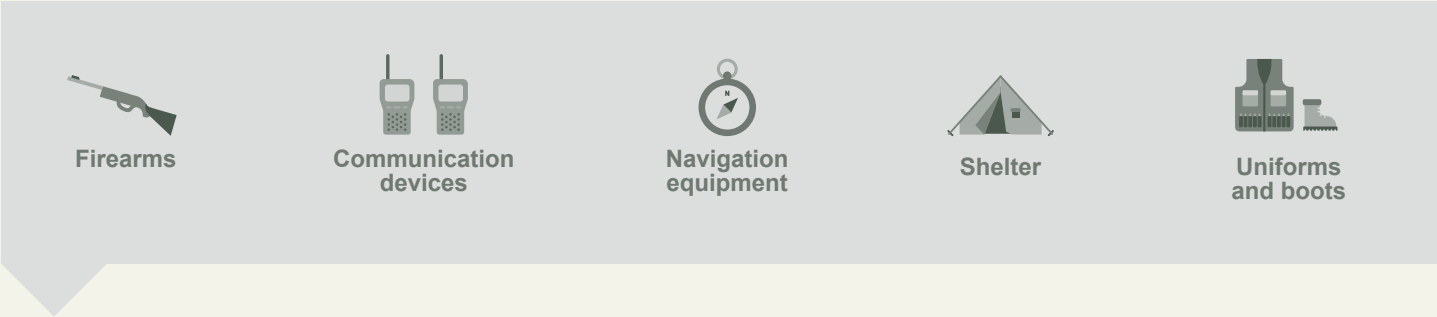 N
Firearms
Communication
devices
Navigation
equipment
Shelter
Uniforms
and boots